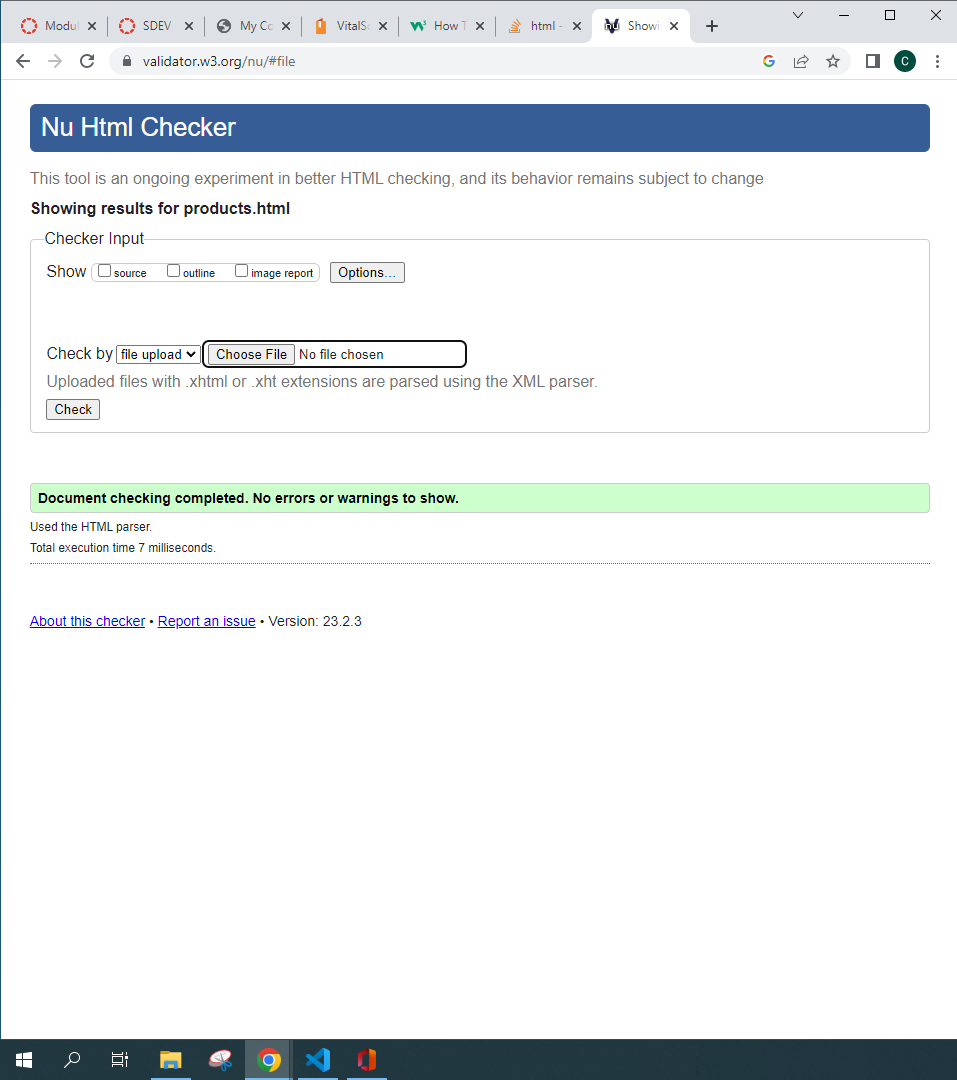 Modu
SDEV
My Co
VitalSo
How T
html -
Showi
validator.w3.org/nu/#file
C
Nu Html Checker
This tool is an ongoing experiment in better HTML checking, and its behavior remains subject to change
Showing results for products.html
Checker Input
Show source outline image report Options...
Check by file upload Choose File No file chosen
Uploaded files with .xhtml or .xht extensions are parsed using the XML parser.
Check
Document checking completed. No errors or warnings to show.
Used the HTML parser.
Total execution time 7 milliseconds.
About this checker • Report an issue • Version: 23.2.3